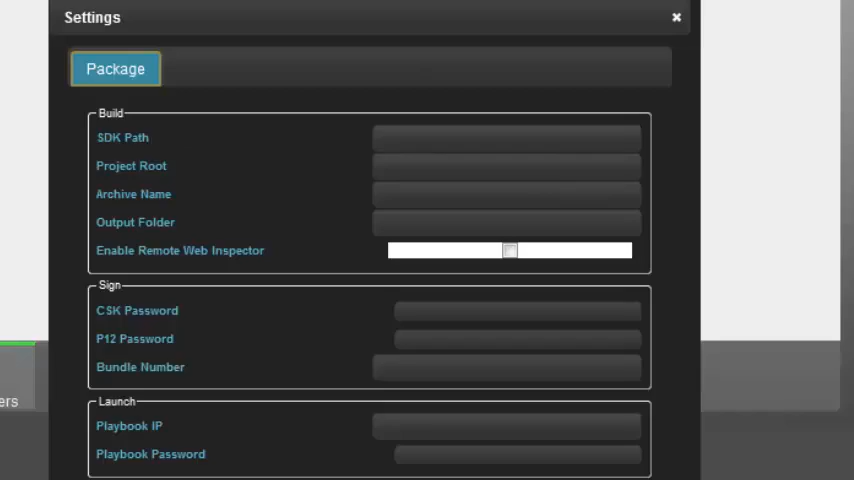 Settings
Package
Build
SDK Path
Project Root
Archive Name
Output Folder
Enable Remote Web Inspector
Sign
CSK Password
P12 Password
Bundle Number
ers
Launch
Playbook IP
Playbook Password